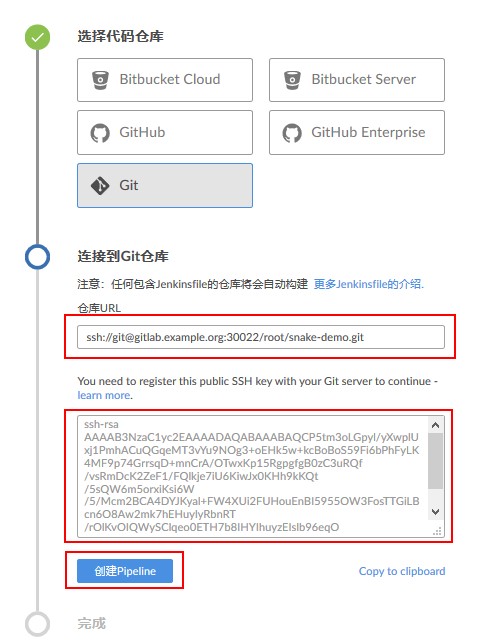 选择代码仓库
Bitbucket Cloud
Bitbucket Server
GitHub
GitHub Enterprise
Git
连接到Git仓库
注意：任何包含Jenkinsfile的仓库将会自动构建 更多Jenkinsfile的介绍.
仓库URL
ssh://git@gitlab.example.org:30022/root/snake-demo.git
You need to register this public SSH key with your Git server to continue -
learn more.
ssh-rsa
AAAAB3NzaC1yc2EAAAADAQABAAABAQCP5tm3oLGpyl/yXwpIU
xj1PmhACuQGqeMT3vYu9NOg3+oEHk5w+kcBoBoS59Fl6bPhFyLK
4MF9p74GrrsqD+mnCrA/OTwxKp15RgpgfgB0zC3uRQf
/vsRmDcK2ZeF1/FQlkje7iU6KiwJx0KHh9kKQt
/5sQW6m5orxiKsi6W
/5/Mcm2BCA4DYJKyaI+FW4XUi2FUHouEnBI5955OW3FosTTGiLB
cn6O8Aw2mk7hEHuylyRbnRT
/rOlKvOIQWySClqeo0ETH7b8IHYlhuyzEIsIb96eqO
创建Pipeline
Copy to clipboard
完成